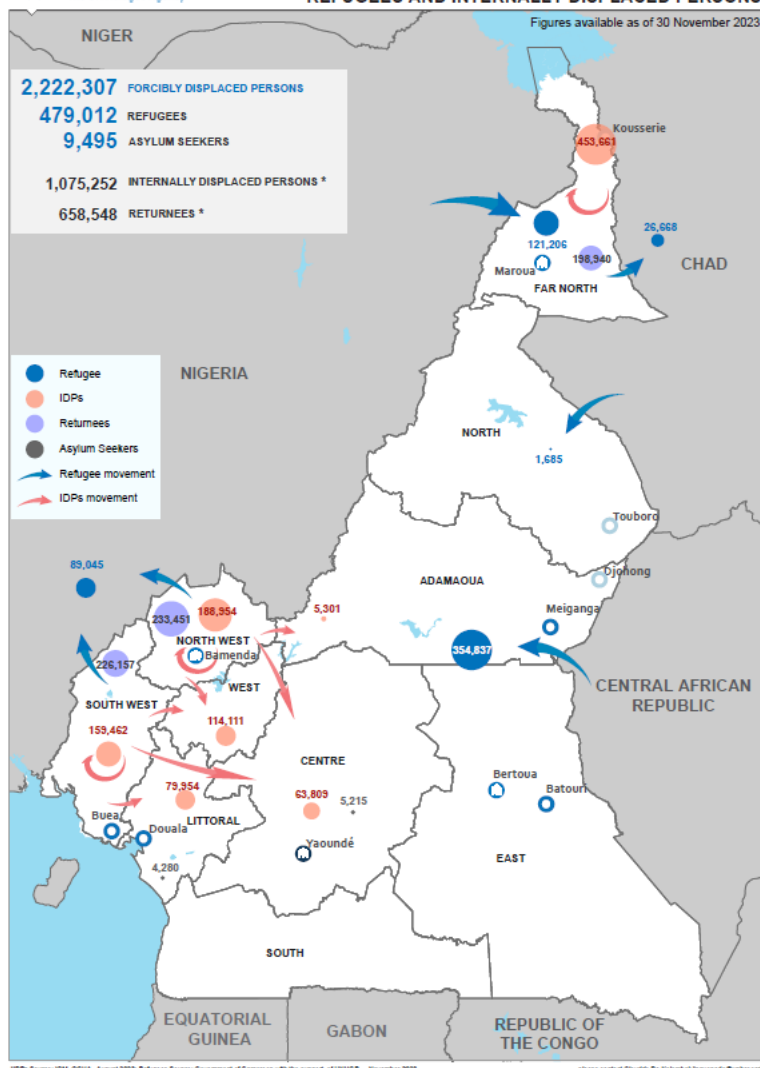 REFUGEES AND INTERNALLY DISPLACED PERSONS
Figures available as of 30 November 2023
NIGER
2,222,307 FORCIBLY DISPLACED PERSONS
479,012 REFUGEES
9,495 ASYLUM SEEKERS
1,075,252 INTERNALLY DISPLACED PERSONS *
658,548 RETURNEES *
Kousserie
453,661
121,206
26,668
Maroua
198,940
CHAD
FAR NORTH
Refugee
IDPs
Returnees
Asylum Seekers
Refugee movement
IDPs movement
NIGERIA
NORTH
1,685
Touboro
89,045
ADAMAOUA
Djohong
Meiganga
5,301
188,954
233,451
NORTH WEST
Bamenda
354,837
226,157
WEST
CENTRAL AFRICAN
REPUBLIC
SOUTH WEST
159,462
114,111
CENTRE
79,954
63,809
5,215
Bertoua
Batouri
LITTORAL
Buea
Douala
Yaoundé
EAST
4,280
SOUTH
EQUATORIAL
GUINEA
GABON
REPUBLIC OF
THE CONGO